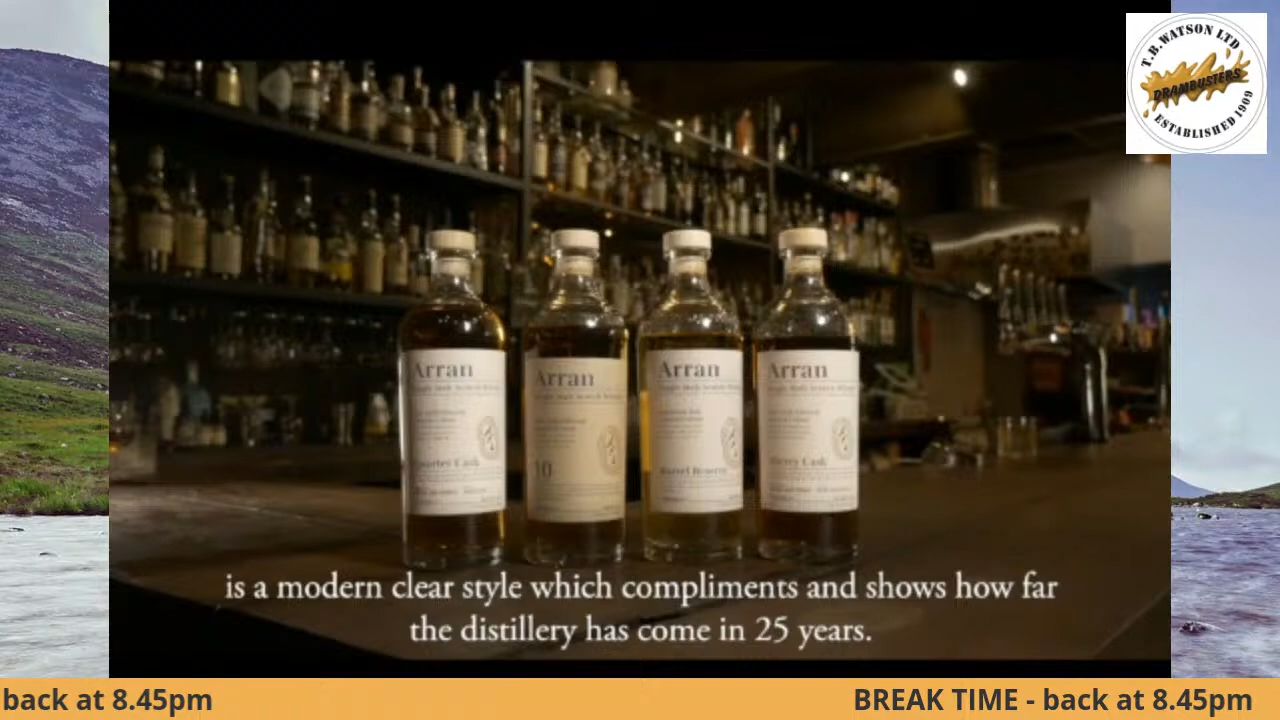 T.B.WATSON LTD
DRAMBUSTERS
ESTABLISHED 1909
Arran
Arran
Arran
Arran
Quarter Cask
10
Barrel Reserve
Sherry Cask
is a modern clear style which compliments and shows how far
the distillery has come in 25 years.
back at 8.45pm
BREAK TIME - back at 8.45pm